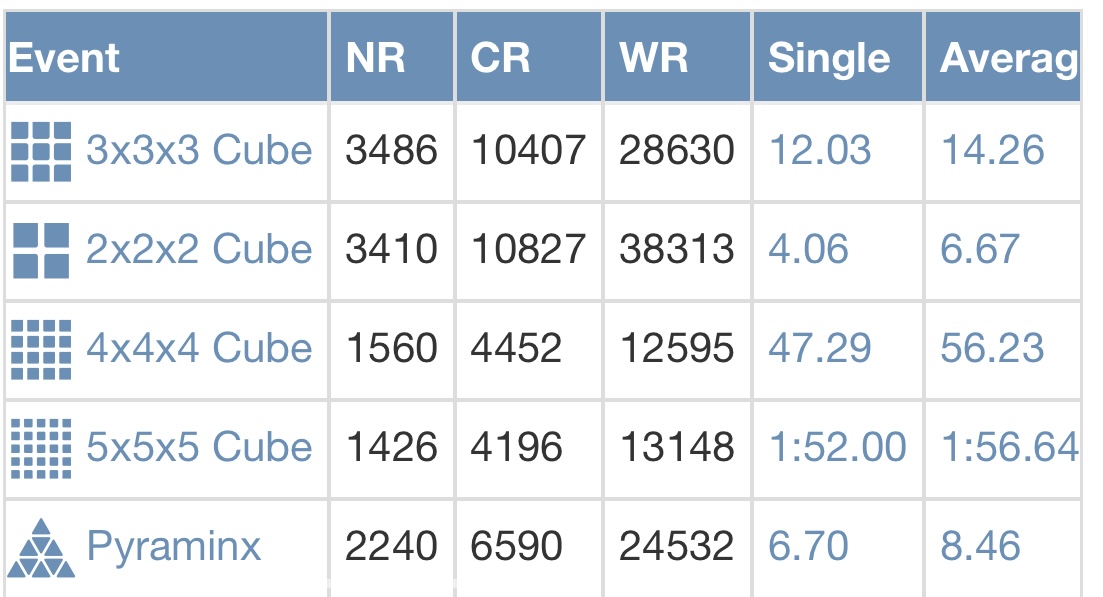 Event NR CR WR Single Averag
3x3x3 Cube 3486 10407 28630 12.03 14.26
2x2x2 Cube 3410 10827 38313 4.06 6.67
4x4x4 Cube 1560 4452 12595 47.29 56.23
5x5x5 Cube 1426 4196 13148 1:52.00 1:56.64
Pyraminx 2240 6590 24532 6.70 8.46